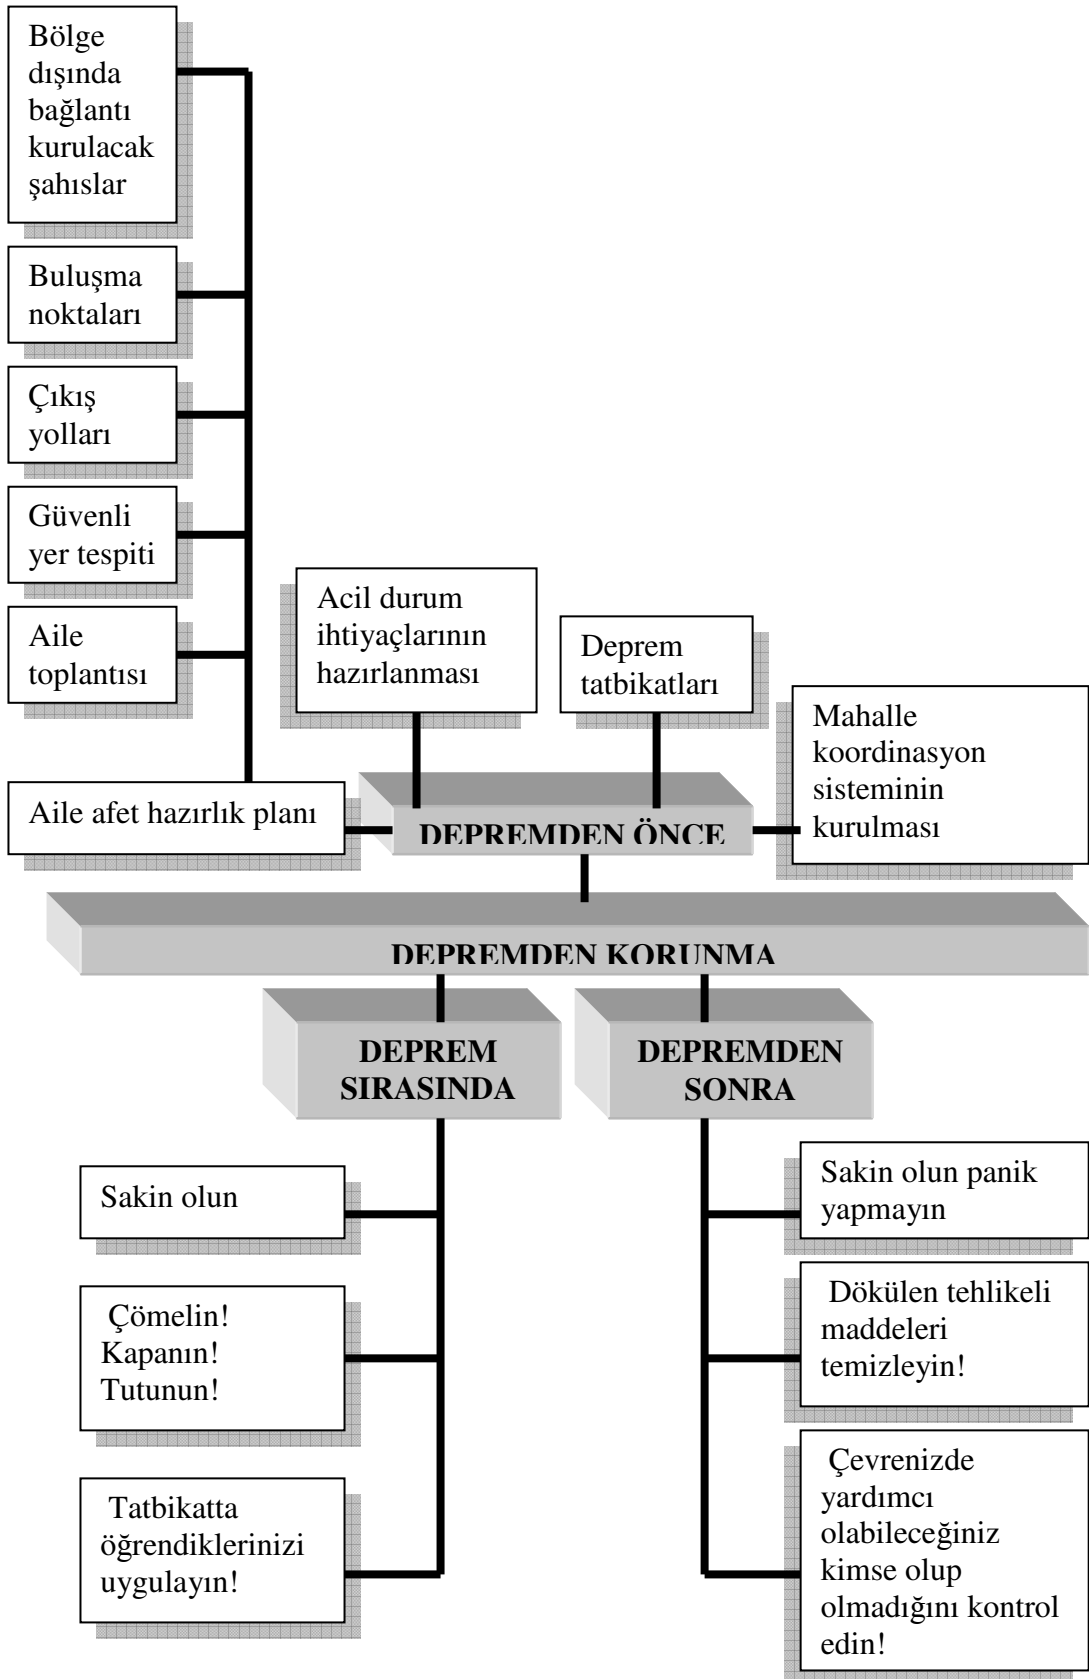 Bölge
dışında
bağlantı
kurulacak
şahıslar
Buluşma
noktaları
Çıkış
yolları
Güvenli
yer tespiti
Aile
toplantısı
Acil durum
ihtiyaçlarının
hazırlanması
Deprem
tatbikatları
Mahalle
koordinasyon
sisteminin
kurulması
Aile afet hazırlık planı
DEPREMDEN ÖNCE
DEPREMDEN KORUNMA
DEPREM
SIRASINDA
DEPREMDEN
SONRA
Sakin olun
Çömelin!
Kapanın!
Tutunun!
Tatbikatta
öğrendiklerinizi
uygulayın!
Sakin olun panik
yapmayın
Dökülen tehlikeli
maddeleri
temizleyin!
Çevrenizde
yardımcı
olabileceğiniz
kimse olup
olmadığını kontrol
edin!